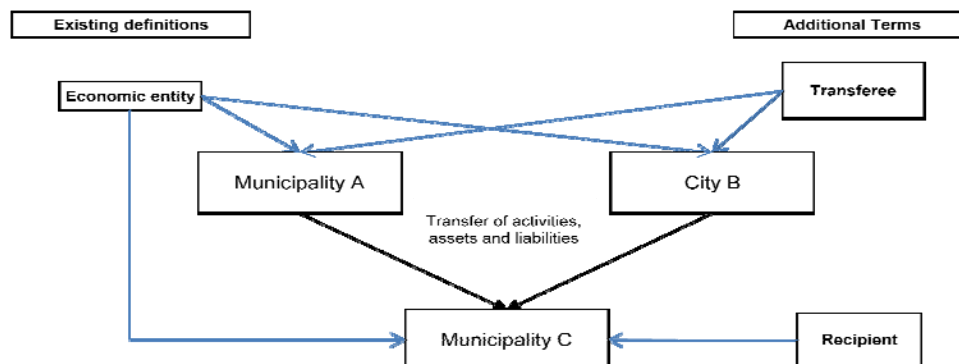 Existing definitions
Additional Terms
Economic entity
Transferee
Municipality A
City B
Transfer of activities,
assets and liabilities
Municipality C
Recipient